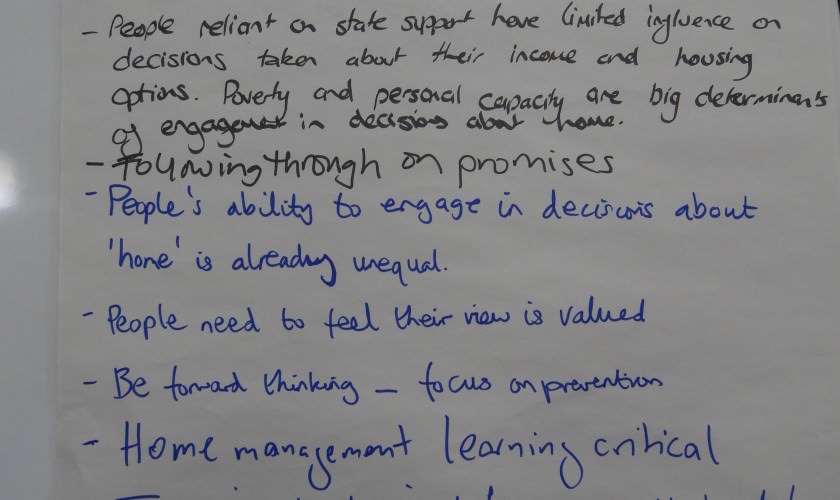 - People reliant on state support have limited influence on
decisions taken about their income and housing
options. Poverty and personal capacity are big determinants
of engagement in decisions about home.
- Following through on promises
- People's ability to engage in decisions about
'home' is already unequal.
- People need to feel their view is valued
- Be forward thinking - focus on prevention
- Home management learning critical